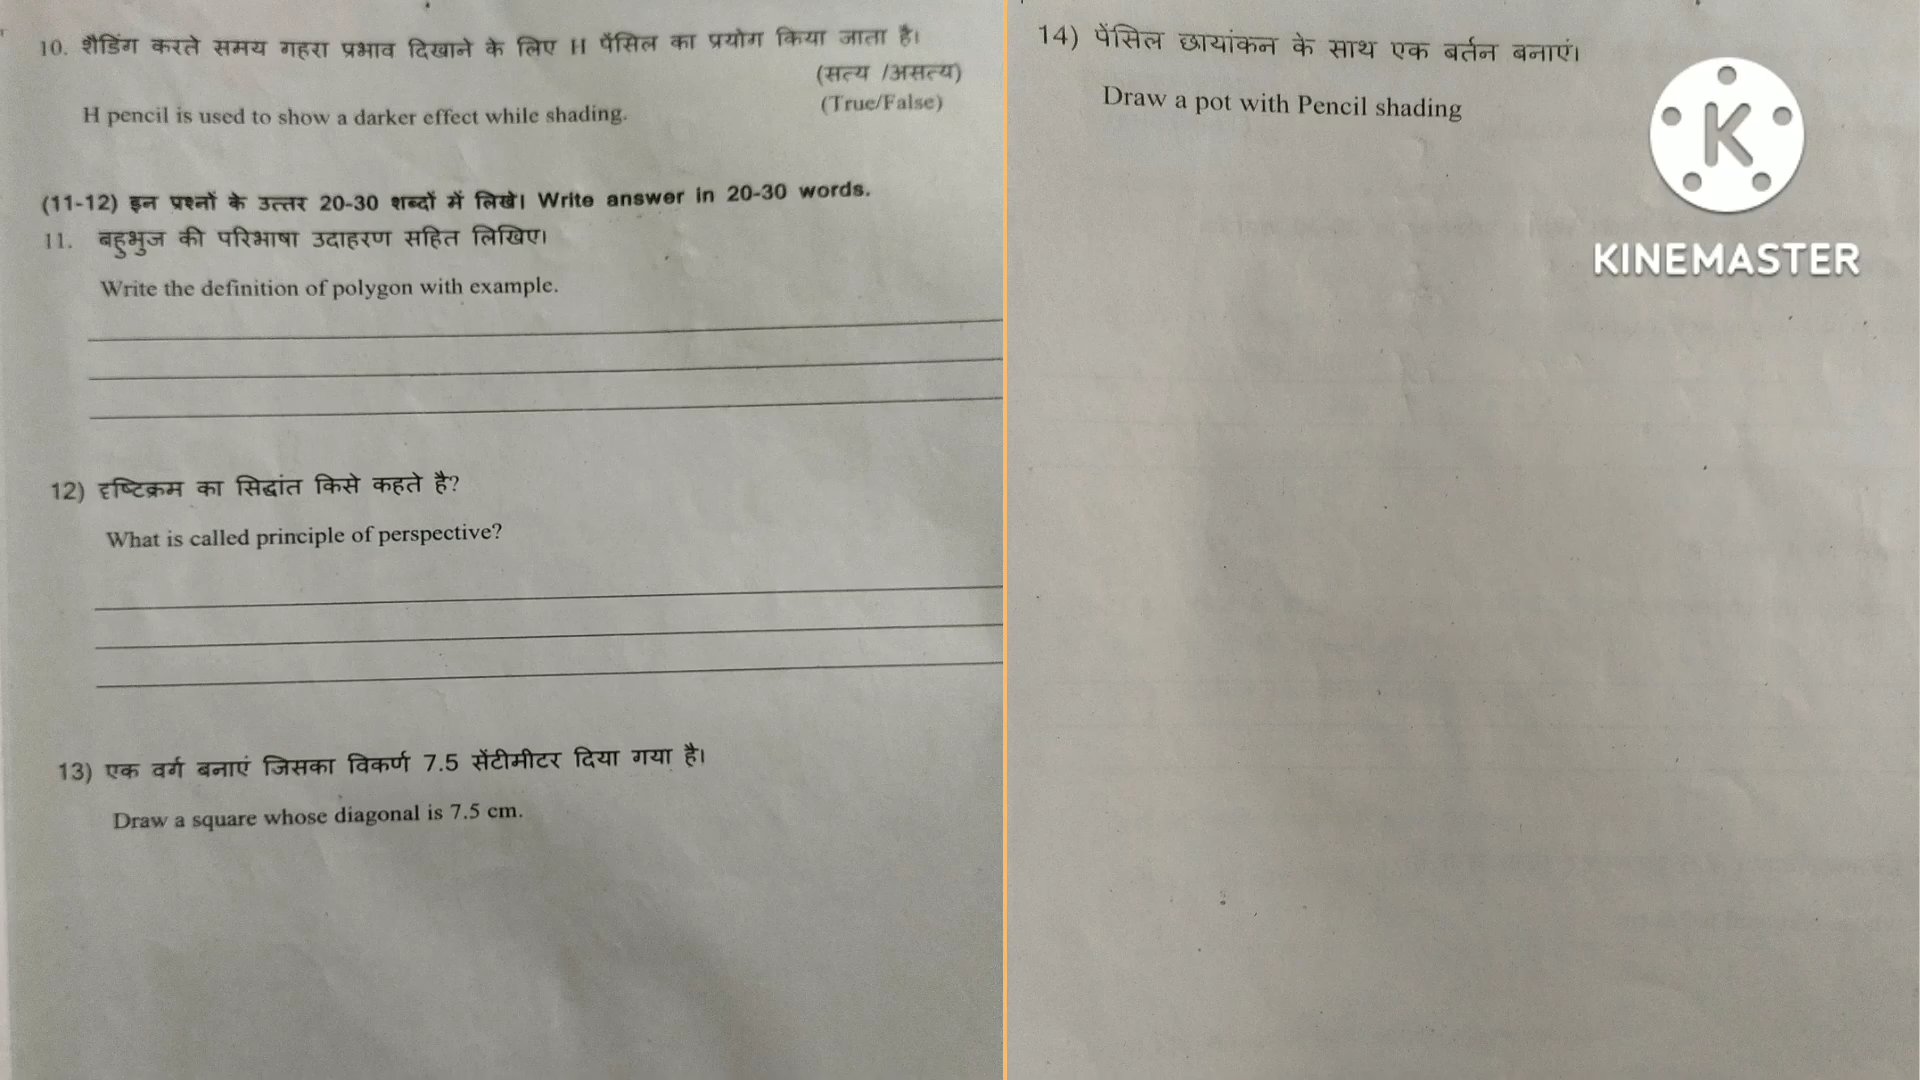 10. शैडिंग करते समय गहरा प्रभाव दिखाने के लिए H पेंसिल का प्रयोग किया जाता है।
(सत्य /असत्य)
H pencil is used to show a darker effect while shading.
(True/False)
(11-12) इन प्रश्नों के उत्तर 20-30 शब्दों में लिखे। Write answer in 20-30 words.
11. बहुभुज की परिभाषा उदाहरण सहित लिखिए।
Write the definition of polygon with example.
12) दृष्टिक्रम का सिद्धांत किसे कहते है?
What is called principle of perspective?
13) एक वर्ग बनाएं जिसका विकर्ण 7.5 सेंटीमीटर दिया गया है।
Draw a square whose diagonal is 7.5 cm.
14) पेंसिल छायांकन के साथ एक बर्तन बनाएं।
Draw a pot with Pencil shading
K
KINEMASTER